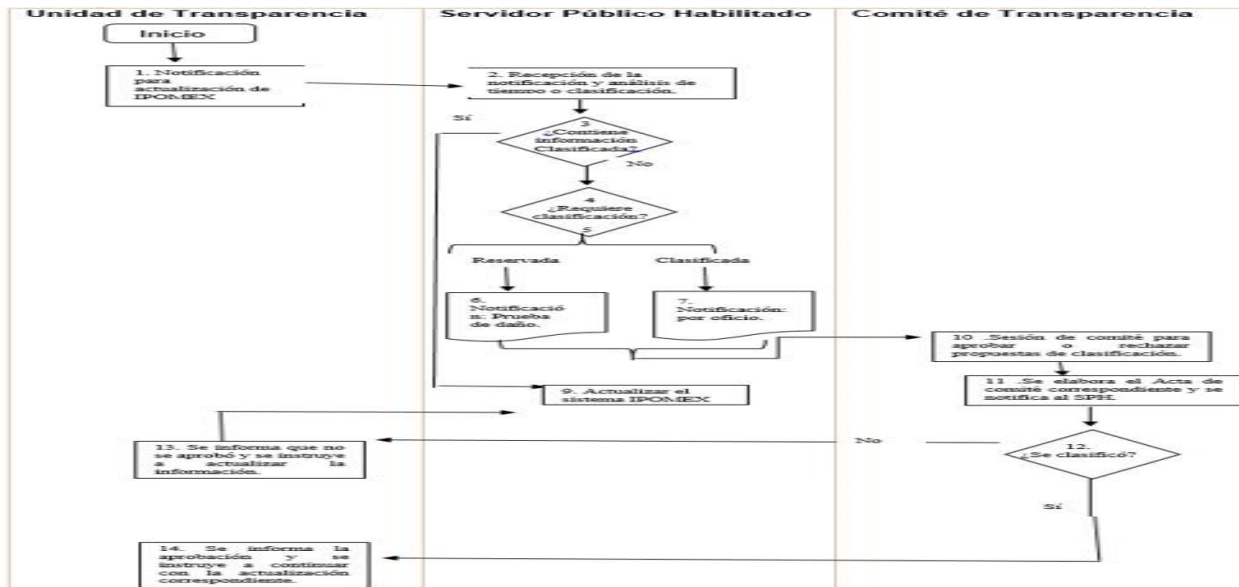 Unidad de Transparencia
Servidor Público Habilitado
Comité de Transparencia
Inicio
1. Notificación
para
actualización de
IPOMEX
2. Recepción de la
notificación y análisis de
tiempo o clasificación.
Sí
3
¿Contiene
información
Clasificada?
No
4
¿Requiere
clasificación?
5
Reservada
Clasificada
6.
Notificació
n: Prueba
de daño.
7.
Notificación:
por oficio.
10 .Sesión de comité para
aprobar o rechazar
propuestas de clasificación.
11 .Se elabora el Acta de
comité correspondiente y se
notifica al SPH.
9. Actualizar el
sistema IPOMEX
12.
¿Se clasificó?
No
13. Se informa que no
se aprobó y se instruye
a actualizar la
información.
Sí
14. Se informa la
aprobación y se
instruye a continuar
con la actualización
correspondiente.